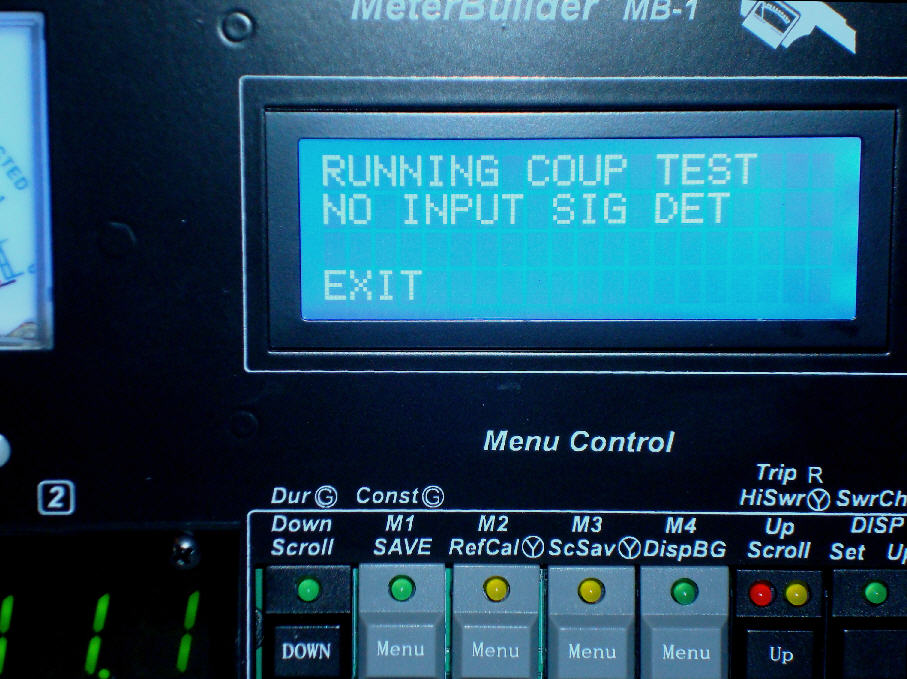 MeterBuilder MB-1
RUNNING COUP TEST
NO INPUT SIG DET
EXIT
Menu Control
2
Trip R
Dur G Const G HiSwr Y SwrCh
Down M1 M2 M3 M4 Up DISP
Scroll SAVE RefCal Y ScSav Y DispBG Scroll Set
DOWN Menu Menu Menu Menu Up